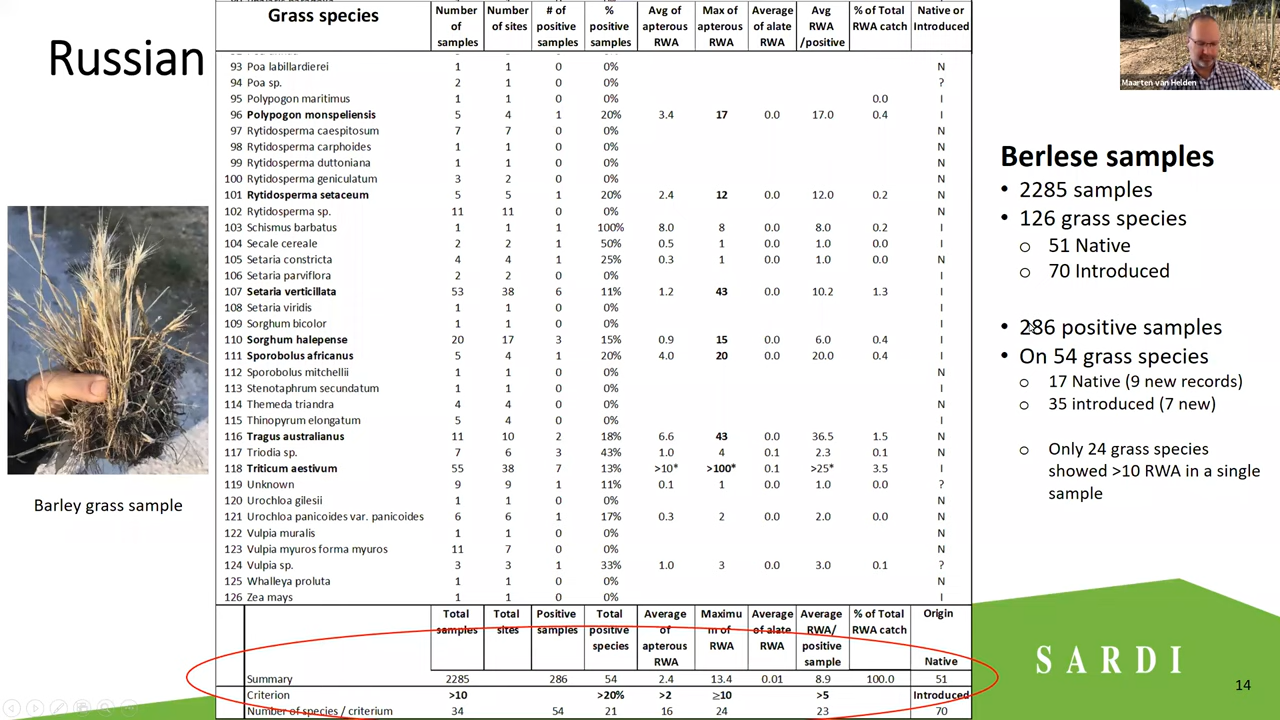 Russian
Grass species
Number of samples
Number of sites
# of positive samples
% positive samples
Avg of apterous RWA
Max of apterous RWA
Average of alate RWA
Avg RWA /positive
% of Total RWA catch
Native or Introduced
93 Poa labillardierei 1 1 0 0% N
94 Poa sp. 2 1 0 0% ?
95 Polypogon maritimus 1 1 0 0% 0.0 I
96 Polypogon monspeliensis 5 4 1 20% 3.4 17 0.0 17.0 0.4 I
97 Rytidosperma caespitosum 7 7 0 0% N
98 Rytidosperma carphoides 1 1 0 0% N
99 Rytidosperma duttoniana 1 1 0 0% N
100 Rytidosperma geniculatum 3 2 0 0% N
101 Rytidosperma setaceum 5 5 1 20% 2.4 12 0.0 12.0 0.2 N
102 Rytidosperma sp. 11 11 0 0% N
103 Schismus barbatus 1 1 1 100% 8.0 8 0.0 8.0 0.2 I
104 Secale cereale 2 2 1 50% 0.5 1 0.0 1.0 0.0 I
105 Setaria constricta 4 4 1 25% 0.3 1 0.0 1.0 0.0 N
106 Setaria parviflora 2 2 0 0% I
107 Setaria verticillata 53 38 6 11% 1.2 43 0.0 10.2 1.3 I
108 Setaria viridis 1 1 0 0% I
109 Sorghum bicolor 1 1 0 0% I
110 Sorghum halepense 20 17 3 15% 0.9 15 0.0 6.0 0.4 I
111 Sporobolus africanus 5 4 1 20% 4.0 20 0.0 20.0 0.4 I
112 Sporobolus mitchellii 1 1 0 0% N
113 Stenotaphrum secundatum 1 1 0 0% I
114 Themeda triandra 4 4 0 0% N
115 Thinopyrum elongatum 5 4 0 0% I
116 Tragus australianus 11 10 2 18% 6.6 43 0.0 36.5 1.5 N
117 Triodia sp. 7 6 3 43% 1.0 4 0.1 2.3 0.1 N
118 Triticum aestivum 55 38 7 13% >10* >100* 0.1 >25* 3.5 I
119 Unknown 9 9 1 11% 0.1 1 0.0 1.0 0.0 ?
120 Urochloa gilesii 1 1 0 0% N
121 Urochloa panicoides var. panicoides 6 6 1 17% 0.3 2 0.0 2.0 0.0 N
122 Vulpia muralis 1 1 0 0% N
123 Vulpia myuros forma myuros 11 7 0 0% N
124 Vulpia sp. 3 3 1 33% 1.0 3 0.0 3.0 0.1 ?
125 Whalleya proluta 1 1 0 0% N
126 Zea mays 1 1 0 0% I
Total samples
Total sites
Positive samples
Total positive species
Average of apterous RWA
Maximu m of RWA
Average of alate RWA
Average RWA/ positive sample
% of Total RWA catch
Origin
Native
Summary 2285 286 54 2.4 13.4 0.01 8.9 100.0 51
Criterion >10 >20% >2 ≥10 >5 Introduced
Number of species / criterium 34 54 21 16 24 23 70
Barley grass sample
Maarten van Helden
Berlese samples
• 2285 samples
• 126 grass species
o 51 Native
o 70 Introduced
• 286 positive samples
• On 54 grass species
o 17 Native (9 new records)
o 35 introduced (7 new)
o Only 24 grass species
showed >10 RWA in a single
sample
SARDI
14